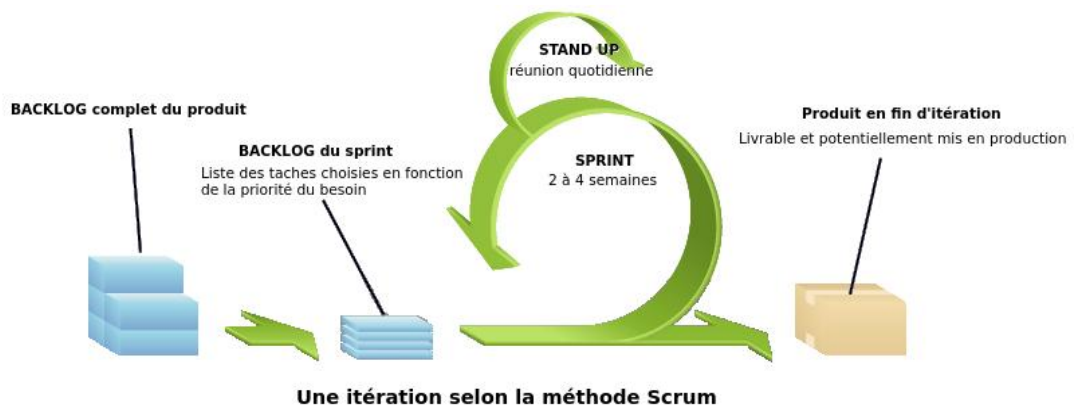 STAND UP
réunion quotidienne
BACKLOG complet du produit
Produit en fin d'itération
Livrable et potentiellement mis en production
BACKLOG du sprint
Liste des taches choisies en fonction
de la priorité du besoin
SPRINT
2 à 4 semaines
Une itération selon la méthode Scrum